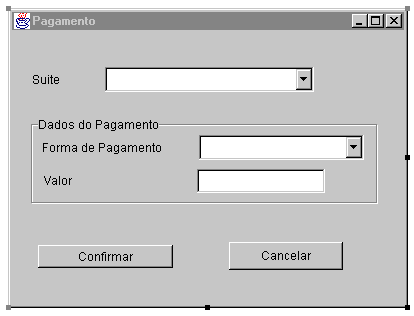 Pagamento
Suite
Dados do Pagamento
Forma de Pagamento
Valor
Confirmar
Cancelar